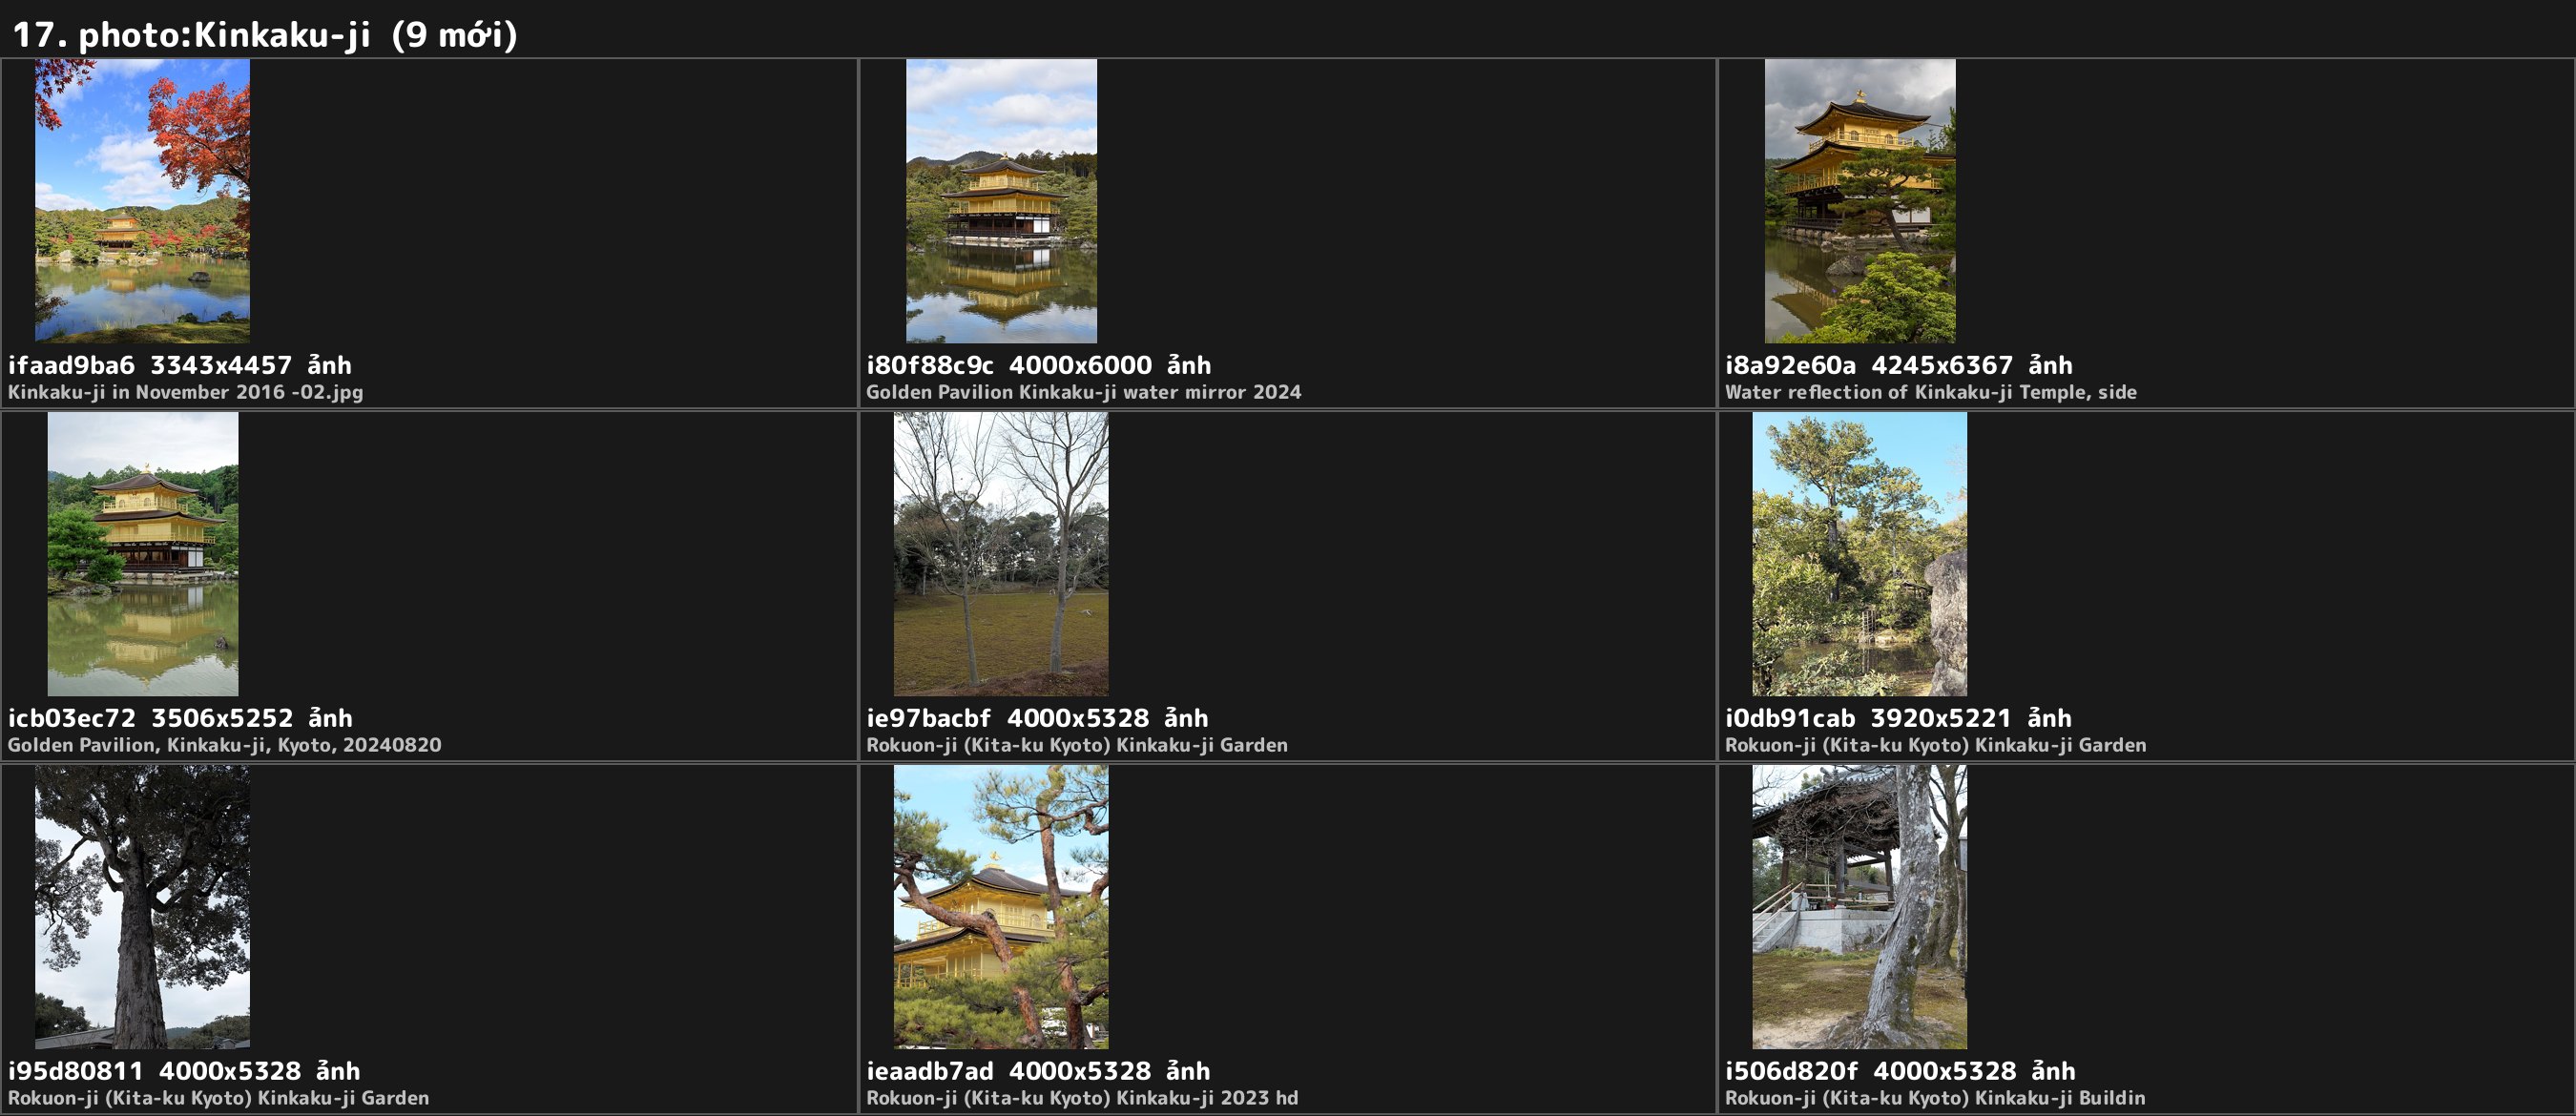 17. photo:Kinkaku-ji (9 mới)
ifaad9ba6 3343x4457 ảnh
Kinkaku-ji in November 2016 -02.jpg
i80f88c9c 4000x6000 ảnh
Golden Pavilion Kinkaku-ji water mirror 2024
i8a92e60a 4245x6367 ảnh
Water reflection of Kinkaku-ji Temple, side
icb03ec72 3506x5252 ảnh
Golden Pavilion, Kinkaku-ji, Kyoto, 20240820
ie97bacbf 4000x5328 ảnh
Rokuon-ji (Kita-ku Kyoto) Kinkaku-ji Garden
i0db91cab 3920x5221 ảnh
Rokuon-ji (Kita-ku Kyoto) Kinkaku-ji Garden
i95d80811 4000x5328 ảnh
Rokuon-ji (Kita-ku Kyoto) Kinkaku-ji Garden
ieaadb7ad 4000x5328 ảnh
Rokuon-ji (Kita-ku Kyoto) Kinkaku-ji 2023 hd
i506d820f 4000x5328 ảnh
Rokuon-ji (Kita-ku Kyoto) Kinkaku-ji Buildin